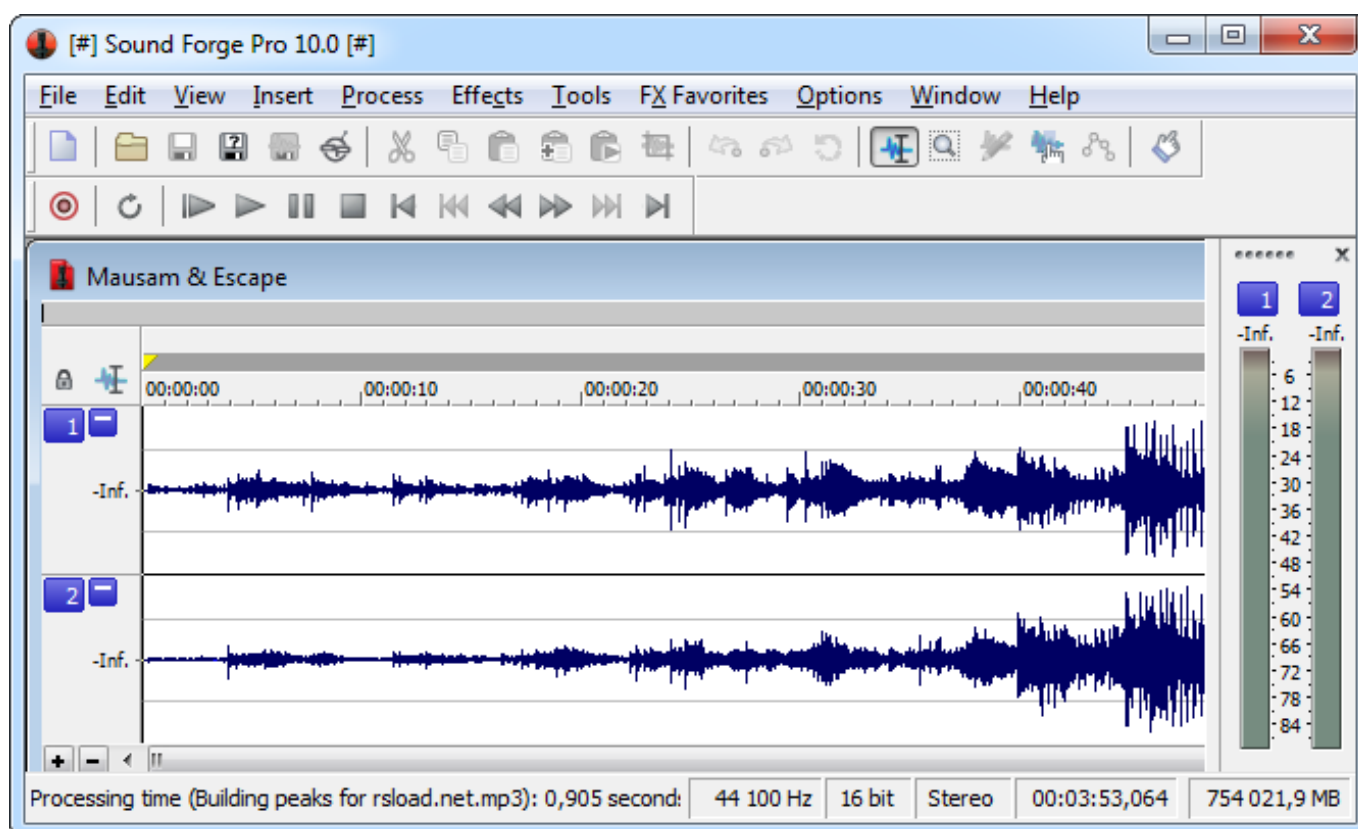 [#] Sound Forge Pro 10.0 [#]
File Edit View Insert Process Effects Tools FX Favorites Options Window Help
Mausam & Escape
1 2
-Inf. -Inf.
00:00:00 00:00:10 00:00:20 00:00:30 00:00:40
1
-Inf.
2
-Inf.
6
12
18
24
30
36
42
48
54
60
66
72
78
84
Processing time (Building peaks for rsload.net.mp3): 0,905 second: 44 100 Hz 16 bit Stereo 00:03:53,064 754 021,9 MB